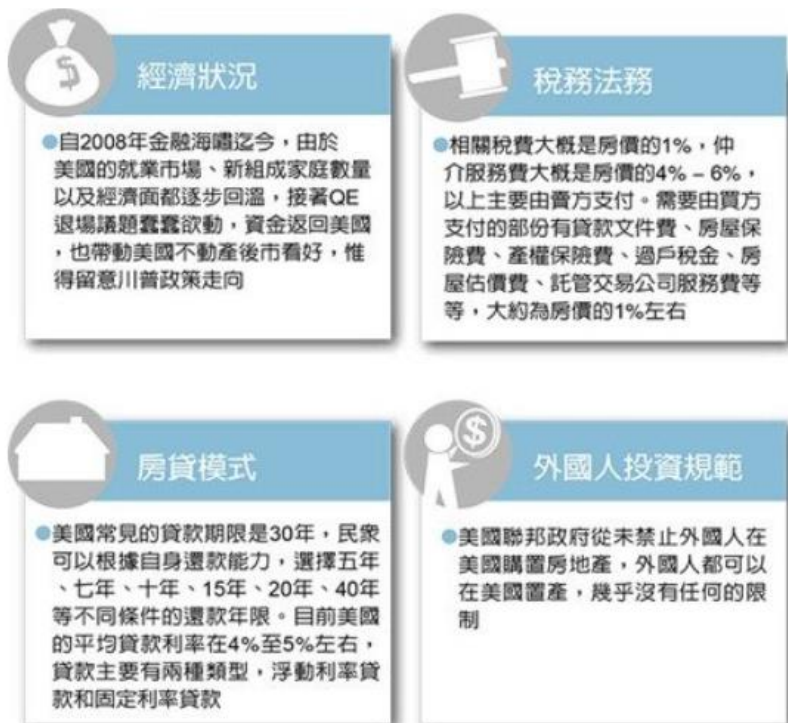 經濟狀況
●自2008年金融海嘯迄今,由於
美國的就業市場、新組成家庭數量
以及經濟面都逐步回溫,接著QE
退場議題蠢蠢欲動,資金返回美國
,也帶動美國不動產後市看好,惟
得留意川普政策走向
稅務法務
●相關稅費大概是房價的1%,仲
介服務費大概是房價的4% – 6%,
以上主要由賣方支付。需要由買方
支付的部份有貸款文件費、房屋保
險費、產權保險費、過戶稅金、房
屋估價費、託管交易公司服務費等
等,大約為房價的1%左右
房貸模式
●美國常見的貸款期限是30年,民眾
可以根據自身還款能力,選擇五年
、七年、十年、15年、20年、40年
等不同條件的還款年限。目前美國
的平均貸款利率在4%至5%左右,
貸款主要有兩種類型,浮動利率貸
款和固定利率貸款
外國人投資規範
●美國聯邦政府從未禁止外國人在
美國購置房地產,外國人都可以
在美國置產,幾乎沒有任何的限
制